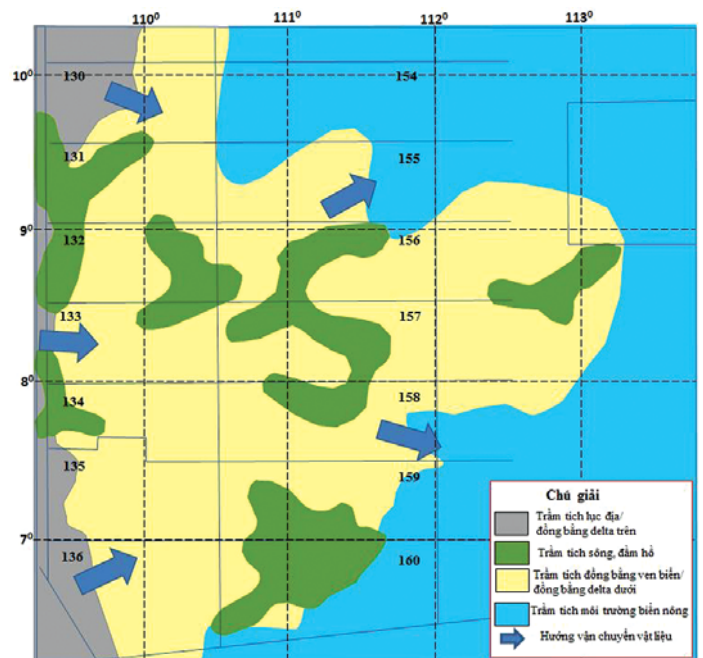 110⁰ 111⁰ 112⁰ 113⁰
10⁰ 130 154
131 155
9⁰
132 156
133 157
8⁰
134 158
135 159
7⁰
136 160
Chú giải
Trầm tích lục địa/
đồng bằng delta trên
Trầm tích sông, đầm hồ
Trầm tích đồng bằng ven biển/
đồng bằng delta dưới
Trầm tích môi trường biển nông
Hướng vận chuyển vật liệu